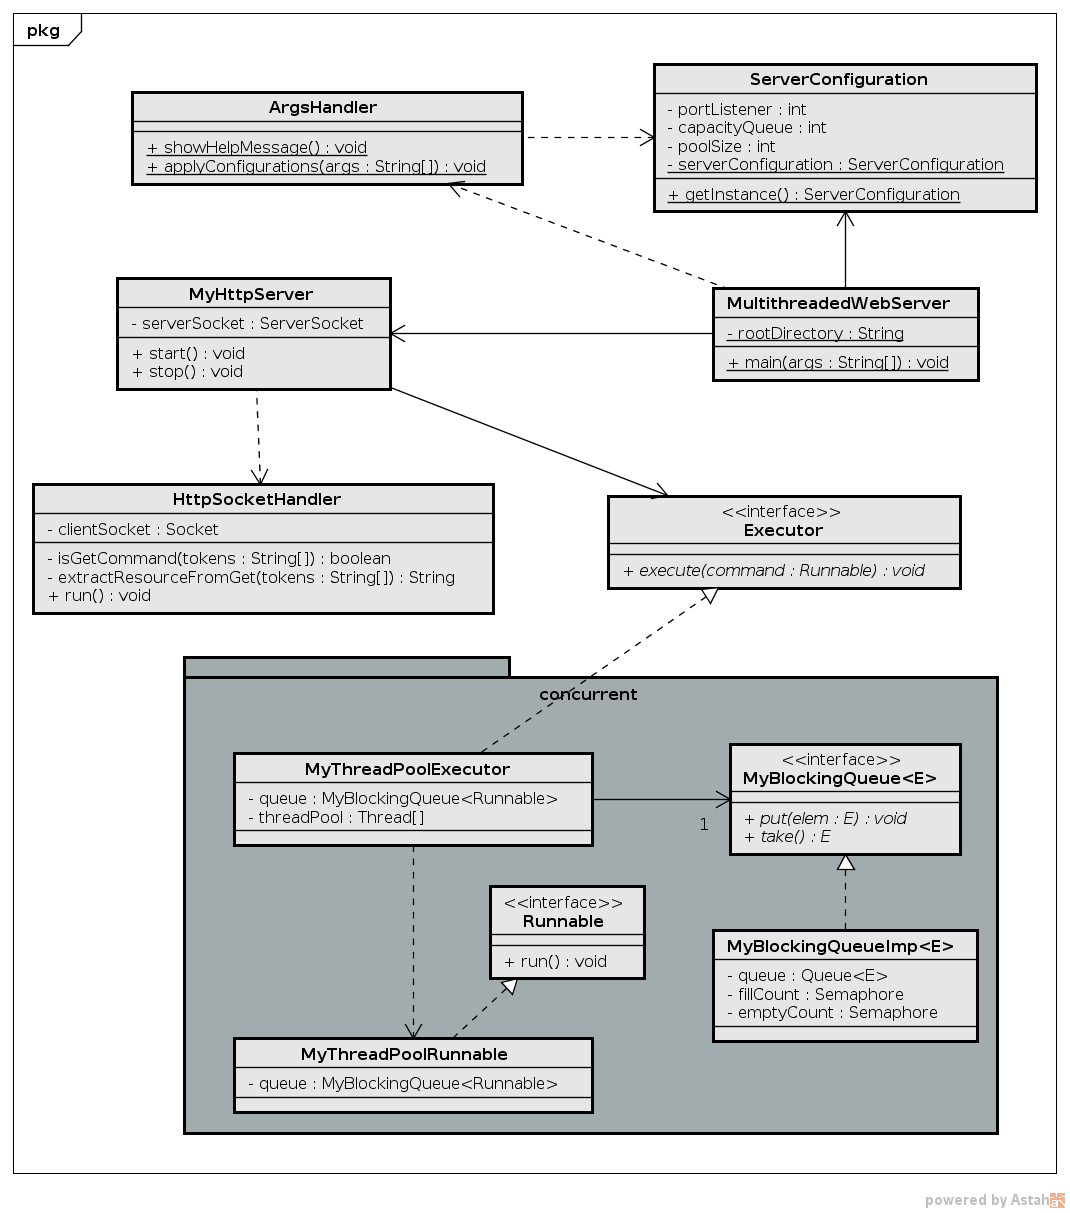 pkg
ServerConfiguration
- portListener : int
- capacityQueue : int
- poolSize : int
- serverConfiguration : ServerConfiguration
+ getInstance() : ServerConfiguration
ArgsHandler
+ showHelpMessage() : void
+ applyConfigurations(args : String[]) : void
MyHttpServer
- serverSocket : ServerSocket
+ start() : void
+ stop() : void
MultithreadedWebServer
- rootDirectory : String
+ main(args : String[]) : void
HttpSocketHandler
- clientSocket : Socket
- isGetCommand(tokens : String[]) : boolean
- extractResourceFromGet(tokens : String[]) : String
+ run() : void
<<interface>>
Executor
+ execute(command : Runnable) : void
concurrent
MyThreadPoolExecutor
- queue : MyBlockingQueue<Runnable>
- threadPool : Thread[]
1
<<interface>>
MyBlockingQueue<E>
+ put(elem : E) : void
+ take() : E
<<interface>>
Runnable
+ run() : void
MyBlockingQueueImp<E>
- queue : Queue<E>
- fillCount : Semaphore
- emptyCount : Semaphore
MyThreadPoolRunnable
- queue : MyBlockingQueue<Runnable>
powered by Astah